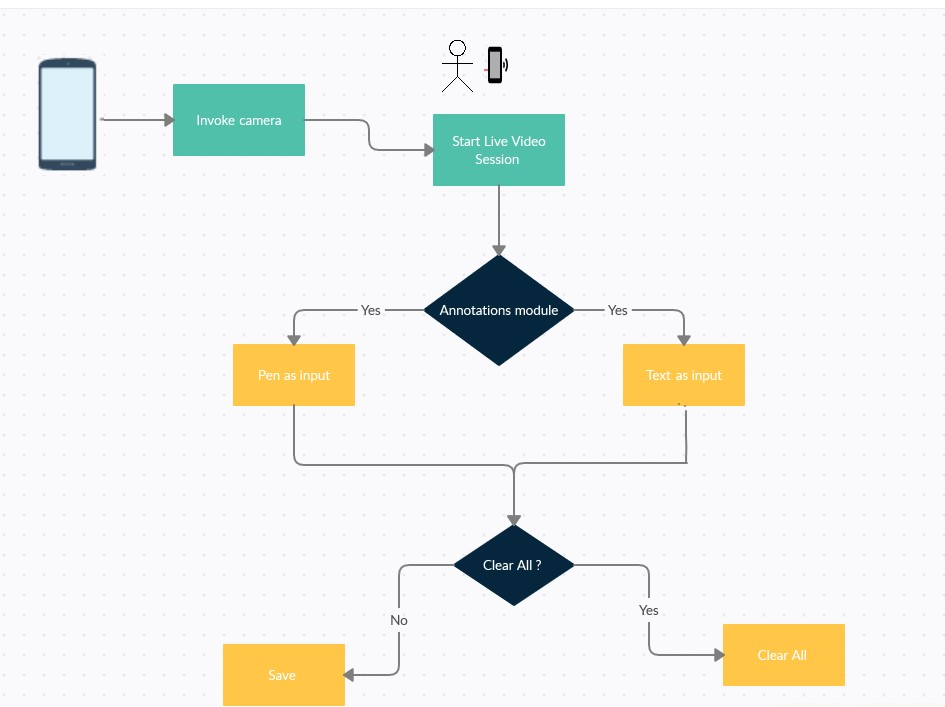 Invoke camera
Start Live Video
Session
Annotations module
Yes
Yes
Pen as input
Text as input
Clear All ?
No
Yes
Save
Clear All